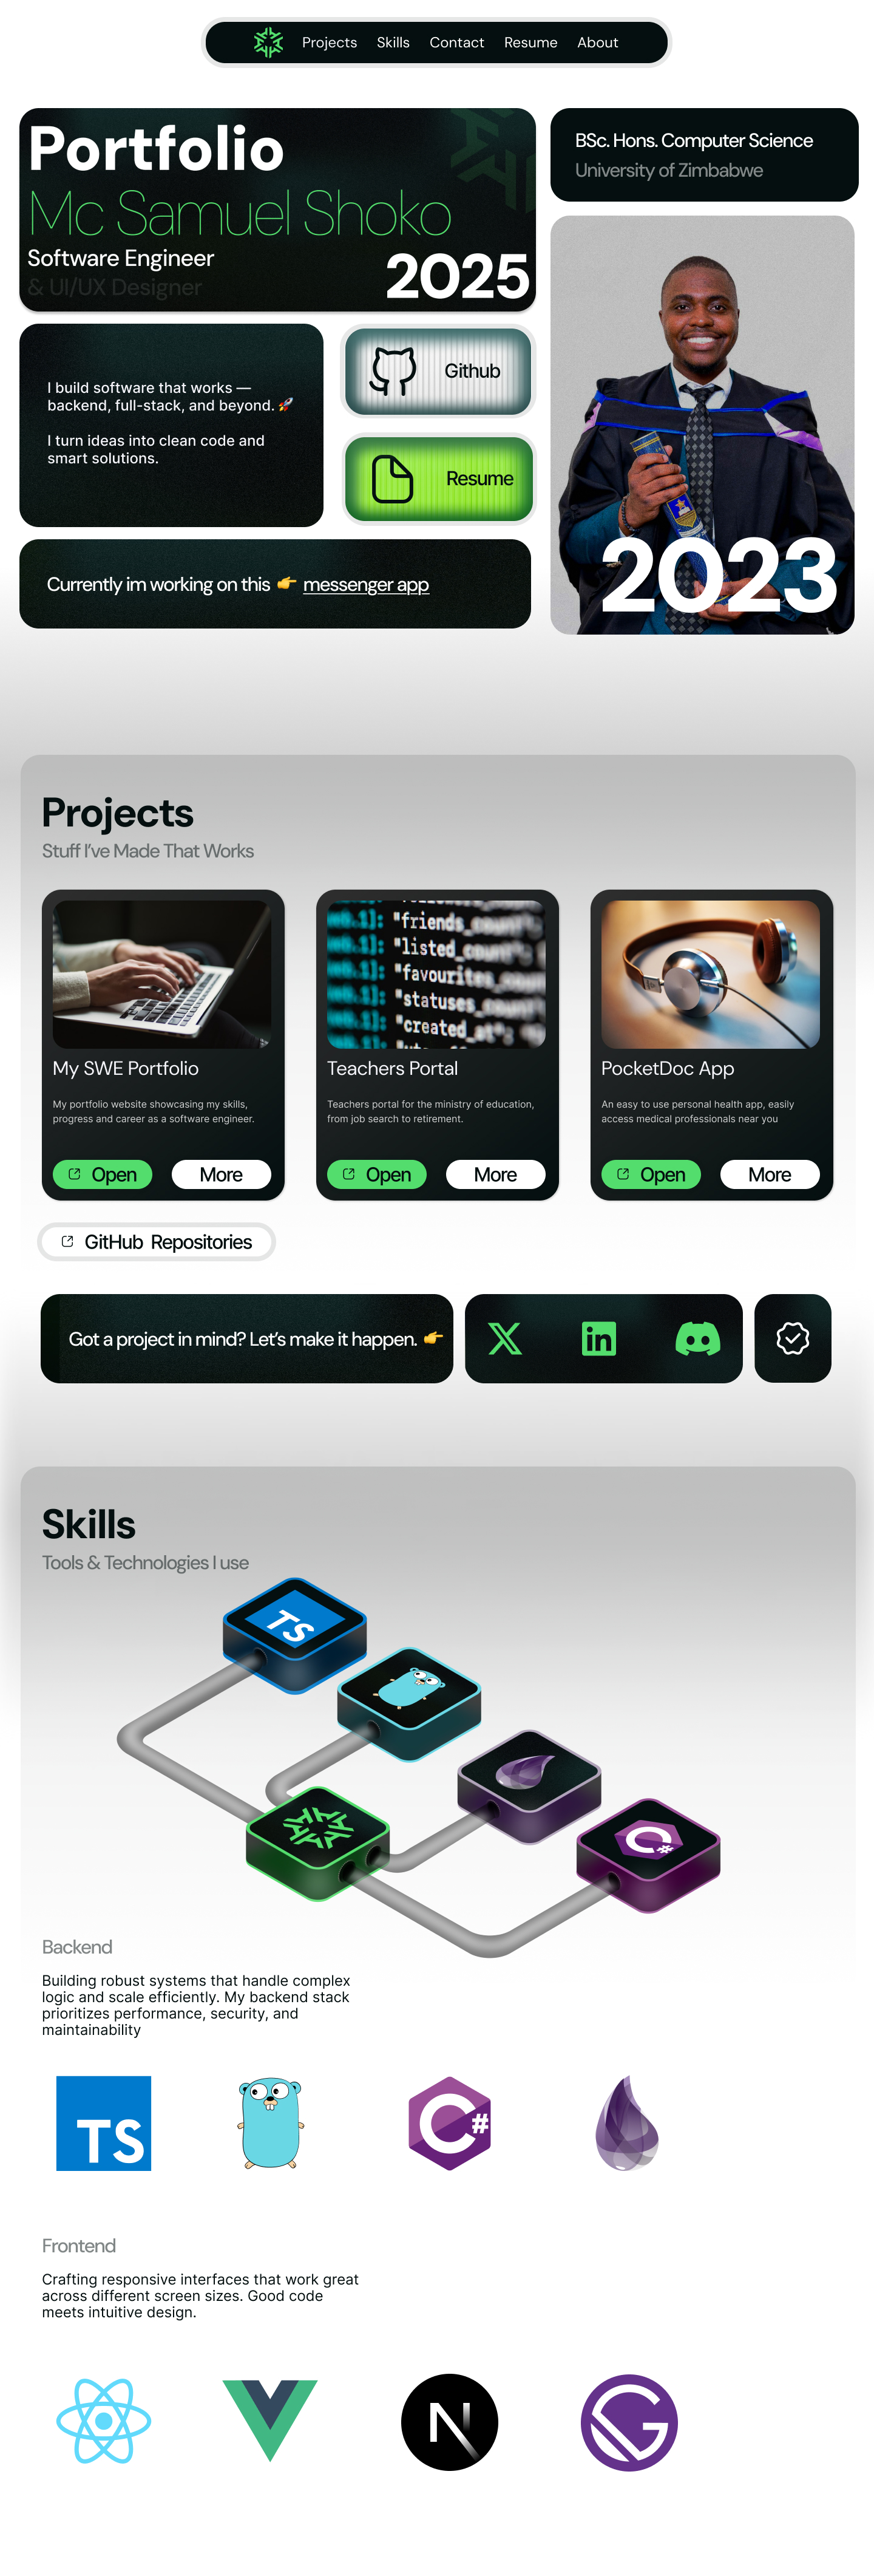 Projects Skills Contact Resume About
Portfolio
Mc Samuel Shoko
Software Engineer
& UI/UX Designer
2025
BSc. Hons. Computer Science
University of Zimbabwe
I build software that works —
backend, full-stack, and beyond. 🚀
I turn ideas into clean code and
smart solutions.
Github
Resume
2023
Currently im working on this 👉 messenger app
Projects
Stuff I’ve Made That Works
"friends_count
"listed_count
"favourites
"statuses
"created_at
My SWE Portfolio
My portfolio website showcasing my skills,
progress and career as a software engineer.
Open
More
Teachers Portal
Teachers portal for the ministry of education,
from job search to retirement.
Open
More
PocketDoc App
An easy to use personal health app, easily
access medical professionals near you
Open
More
GitHub Repositories
Got a project in mind? Let’s make it happen. 👉
X
in
Skills
Tools & Technologies I use
TS
C#
Backend
Building robust systems that handle complex
logic and scale efficiently. My backend stack
prioritizes performance, security, and
maintainability
TS
C#
Frontend
Crafting responsive interfaces that work great
across different screen sizes. Good code
meets intuitive design.
N
G